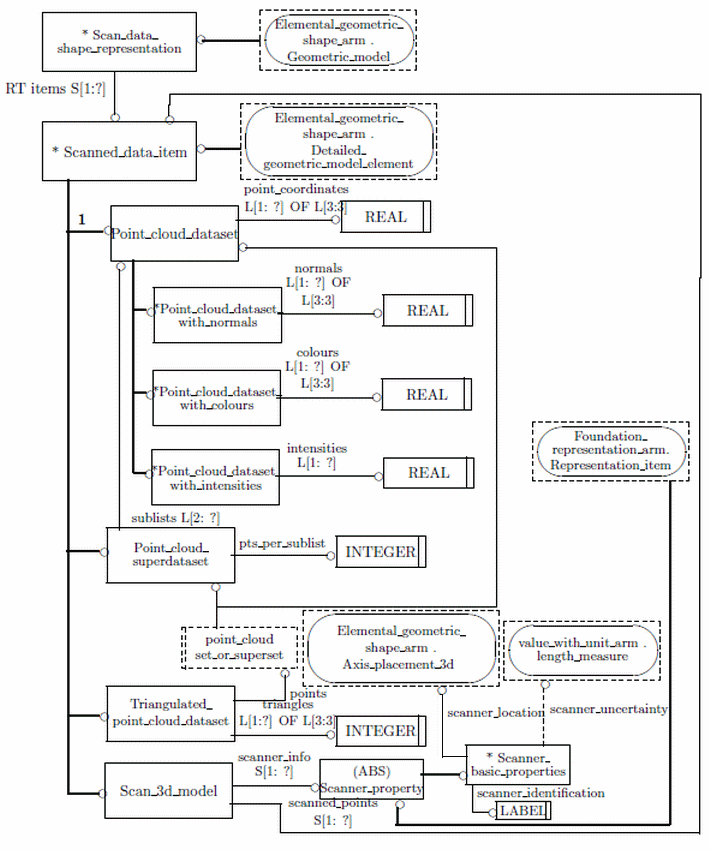 * Scan_data_
shape_representation
Elemental_geometric_
shape_arm .
Geometric_model
RT items S[1:?]
* Scanned_data_item
Elemental_geometric_
shape_arm .
Detailed_
geometric_model_element
1
Point_cloud_dataset
point_coordinates
L[1: ?] OF L[3:3]
REAL
*Point_cloud_dataset_
with_normals
normals
L[1: ?] OF
L[3:3]
REAL
*Point_cloud_dataset_
with_colours
colours
L[1: ?] OF
L[3:3]
REAL
*Point_cloud_dataset_
with_intensities
intensities
L[1: ?]
REAL
Foundation_
representation_arm.
Representation_item
sublists L[2: ?]
Point_cloud_
superdataset
pts_per_sublist
INTEGER
point_cloud
set_or_superset
Elemental_geometric_
shape_arm .
Axis_placement_3d
value_with_unit_arm .
length_measure
Triangulated_
point_cloud_dataset
points
triangles
L[1:?] OF L[3:3]
INTEGER
scanner_location
scanner_uncertainty
Scan_3d_model
scanner_info
S[1: ?]
(ABS)
Scanner_property
* Scanner_
basic_properties
scanner_identification
LABEL
scanned_points
S[1: ?]